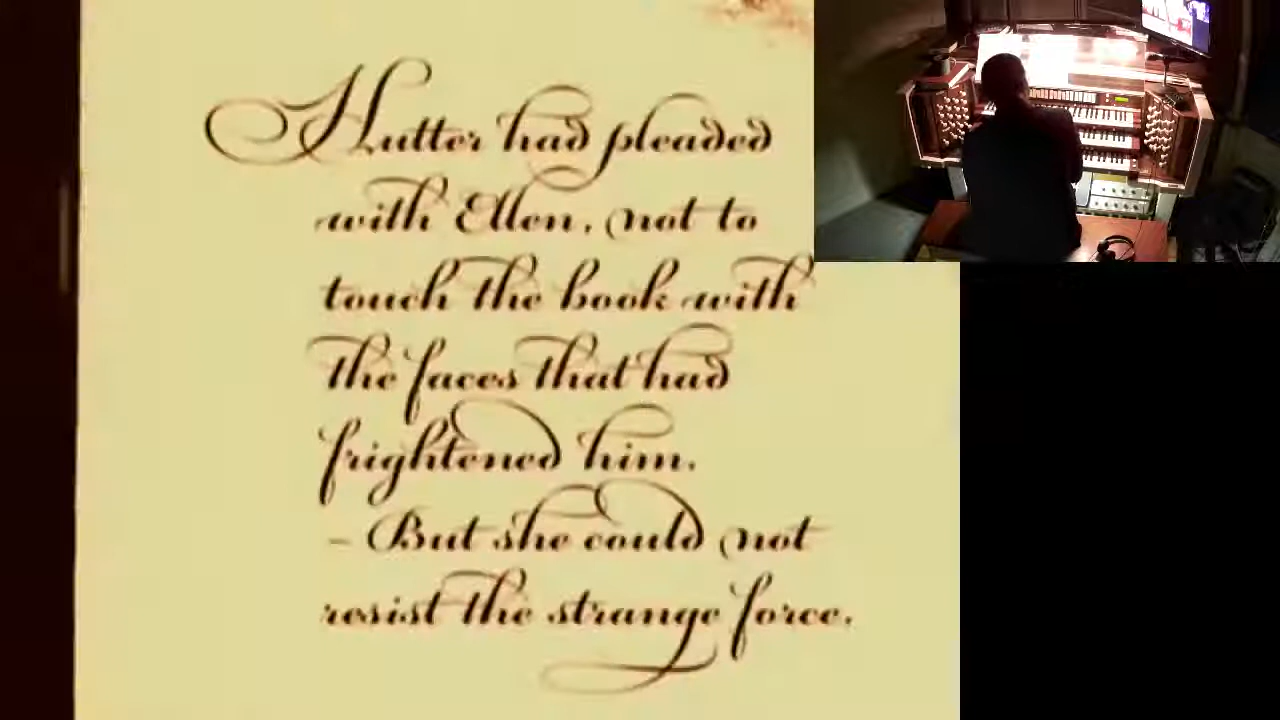 Hutter had pleaded
with Ellen, not to
touch the book with
the faces that had
frightened him.
- But she could not
resist the strange force.